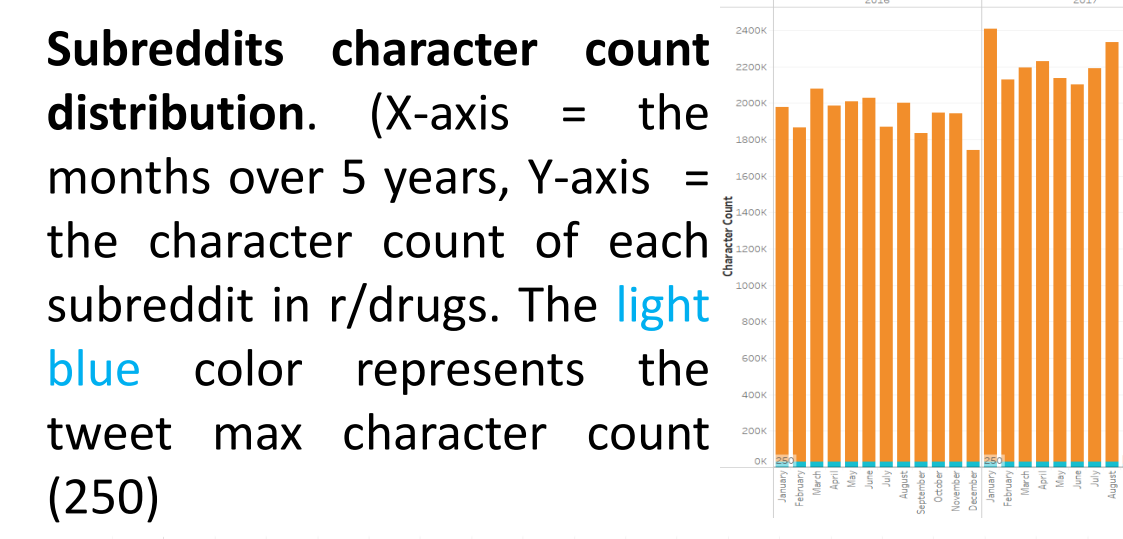 Subreddits character count
distribution. (X-axis = the
months over 5 years, Y-axis =
the character count of each
subreddit in r/drugs. The light
blue color represents the
tweet max character count
(250)
2016 2017
Character Count
2400K
2200K
2000K
1800K
1600K
1400K
1200K
1000K
800K
600K
400K
200K
0K
250 250
January February March April May June July August September October November December January February March April May June July August